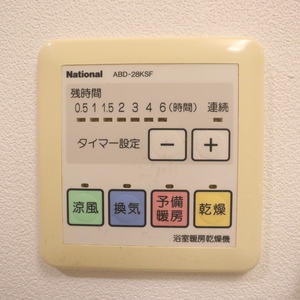 National ABD-28KSF
残時間
0.5 1 1.5 2 3 4 6 (時間) 連続
タイマー設定 − +
涼風 換気 予備暖房 乾燥
浴室暖房乾燥機